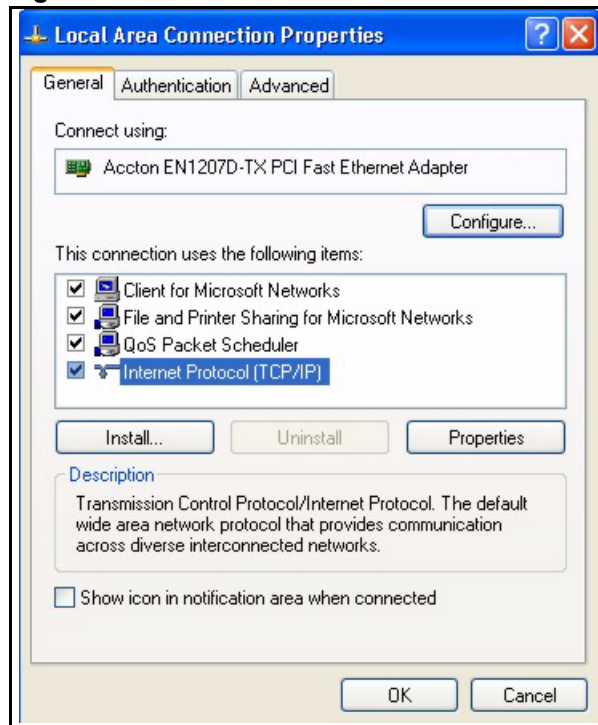 Local Area Connection Properties
General Authentication Advanced
Connect using:
Accton EN1207D-TX PCI Fast Ethernet Adapter
Configure...
This connection uses the following items:
Client for Microsoft Networks
File and Printer Sharing for Microsoft Networks
QoS Packet Scheduler
Internet Protocol (TCP/IP)
Install... Uninstall Properties
Description
Transmission Control Protocol/Internet Protocol. The default
wide area network protocol that provides communication
across diverse interconnected networks.
Show icon in notification area when connected
OK Cancel